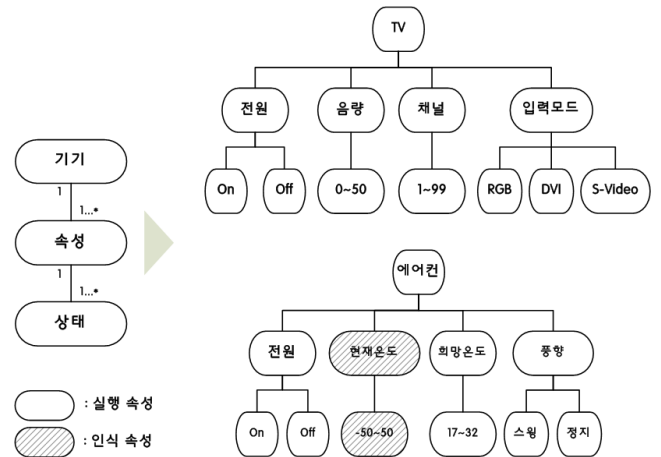 TV
전원
음량
채널
입력모드
On
Off
0~50
1~99
RGB
DVI
S-Video
기기
1
1...*
속성
1
1...*
상태
에어컨
전원
현재온도
희망온도
풍향
On
Off
-50~50
17~32
스윙
정지
: 실행 속성
: 인식 속성